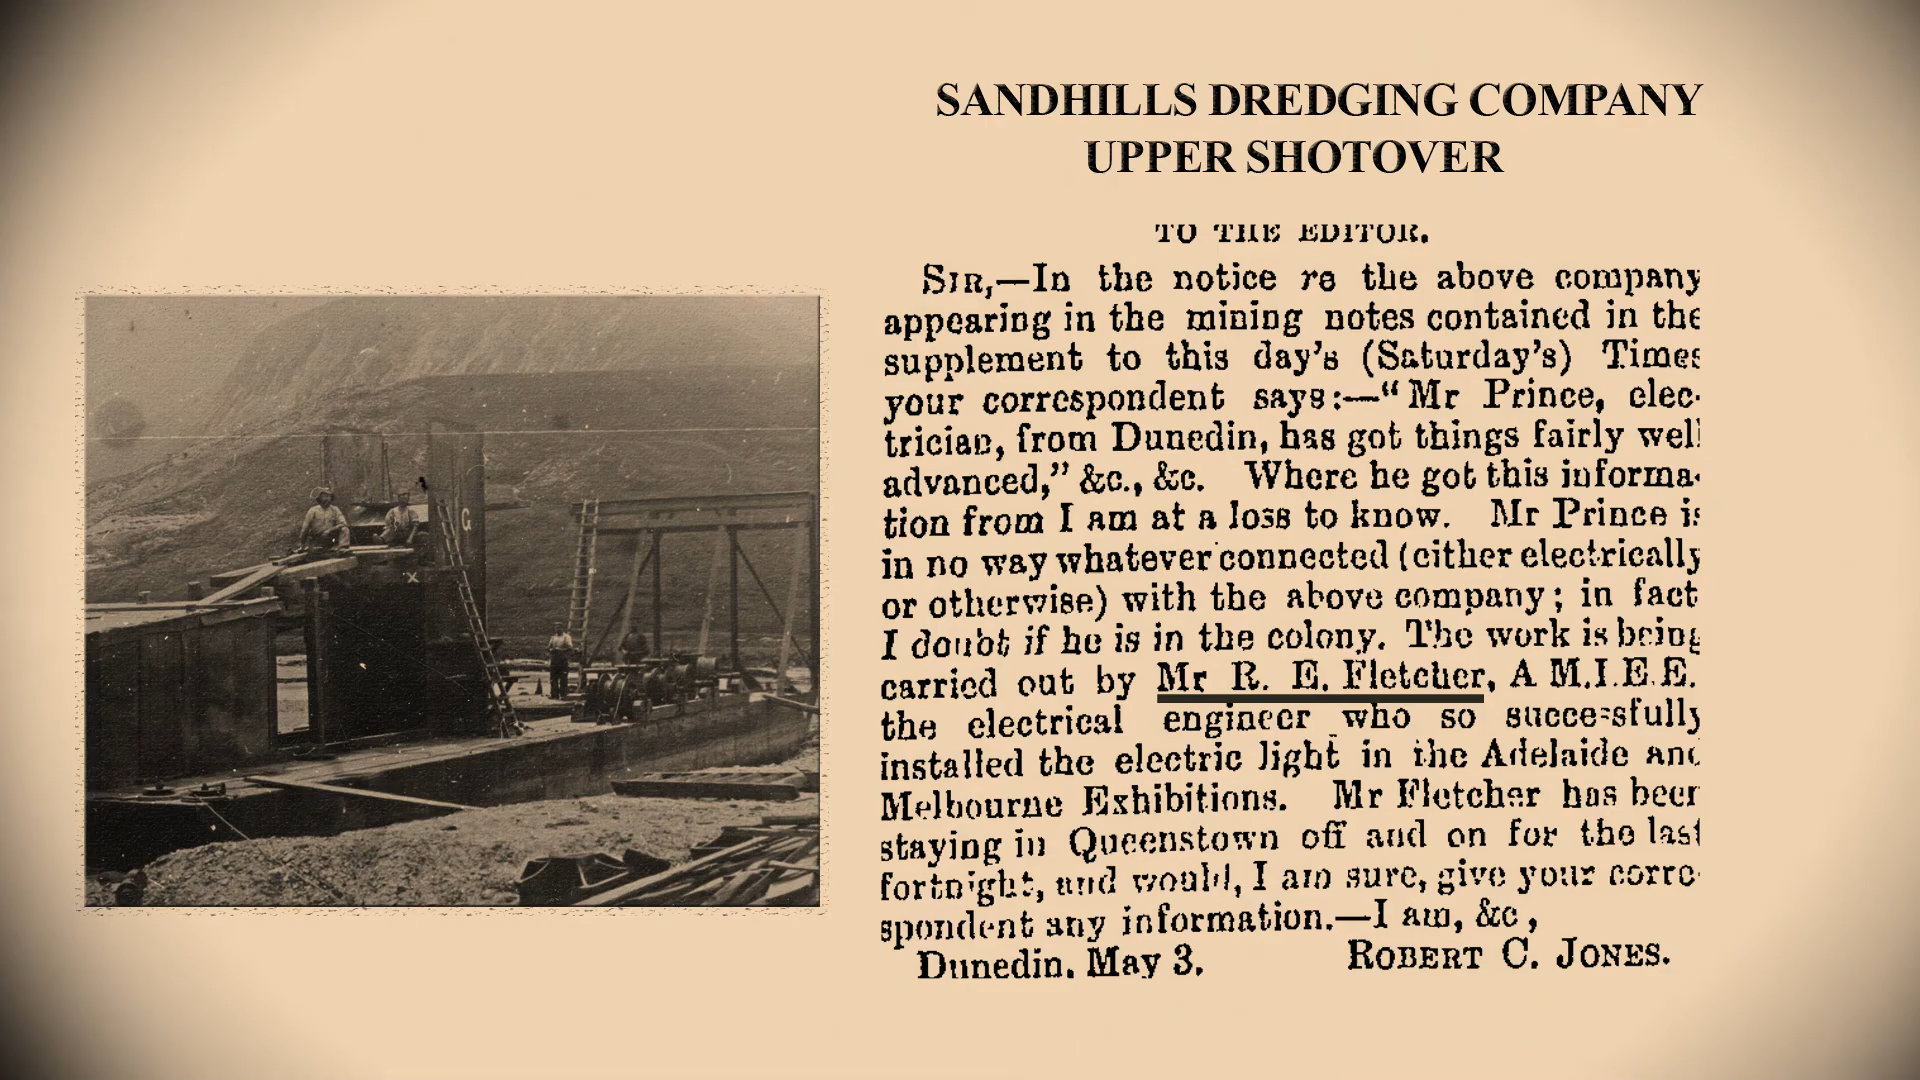 SANDHILLS DREDGING COMPANY
UPPER SHOTOVER
TO THE EDITOR.
SIR,—In the notice re the above company
appearing in the mining notes contained in the
supplement to this day's (Saturday's) Times
your correspondent says:—"Mr Prince, elec-
trician, from Dunedin, has got things fairly well
advanced," &c., &c. Where he got this informa-
tion from I am at a loss to know. Mr Prince is
in no way whatever connected (either electrically
or otherwise) with the above company; in fact
I doubt if he is in the colony. The work is being
carried out by Mr R. E. Fletcher, A M.I.E.E.
the electrical engineer who so successfully
installed the electric light in the Adelaide and
Melbourne Exhibitions. Mr Fletcher has been
staying in Queenstown off and on for the last
fortnight, and would, I am sure, give your corre-
spondent any information.—I am, &c,
Dunedin. May 3. ROBERT C. JONES.
G
x